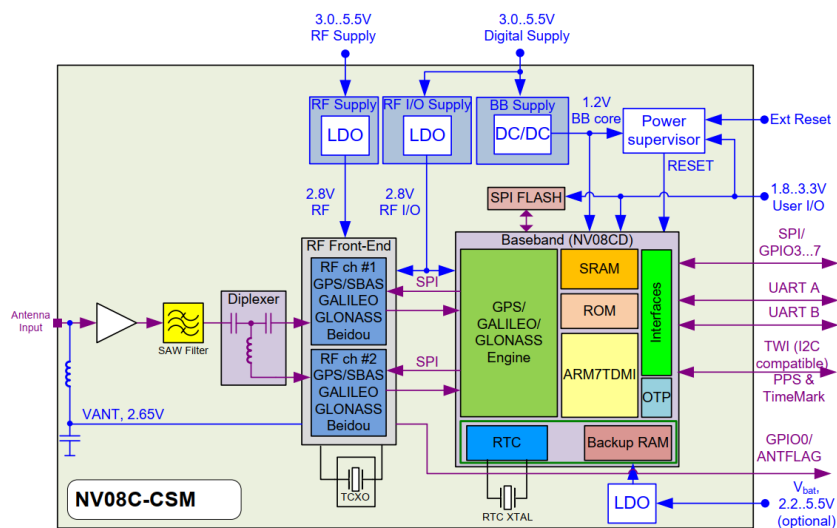 3.0..5.5V
RF Supply
3.0..5.5V
Digital Supply
RF Supply
LDO
RF I/O Supply
LDO
BB Supply
DC/DC
1.2V
BB core
Power
supervisor
RESET
Ext Reset
1.8..3.3V
User I/O
2.8V
RF
2.8V
RF I/O
SPI FLASH
RF Front-End
RF ch #1
GPS/SBAS
GALILEO
GLONASS
Beidou
RF ch #2
GPS/SBAS
GALILEO
GLONASS
Beidou
SPI
SPI
Baseband (NV08CD)
GPS/
GALILEO/
GLONASS
Engine
SRAM
ROM
ARM7TDMI
Interfaces
OTP
RTC
Backup RAM
SPI/
GPIO3...7
UART A
UART B
TWI (I2C
compatible)
PPS &
TimeMark
GPIO0/
ANTFLAG
Antenna
Input
SAW Filter
Diplexer
VANT, 2.65V
TCXO
RTC XTAL
LDO
Vbat,
2.2..5.5V
(optional)
NV08C-CSM